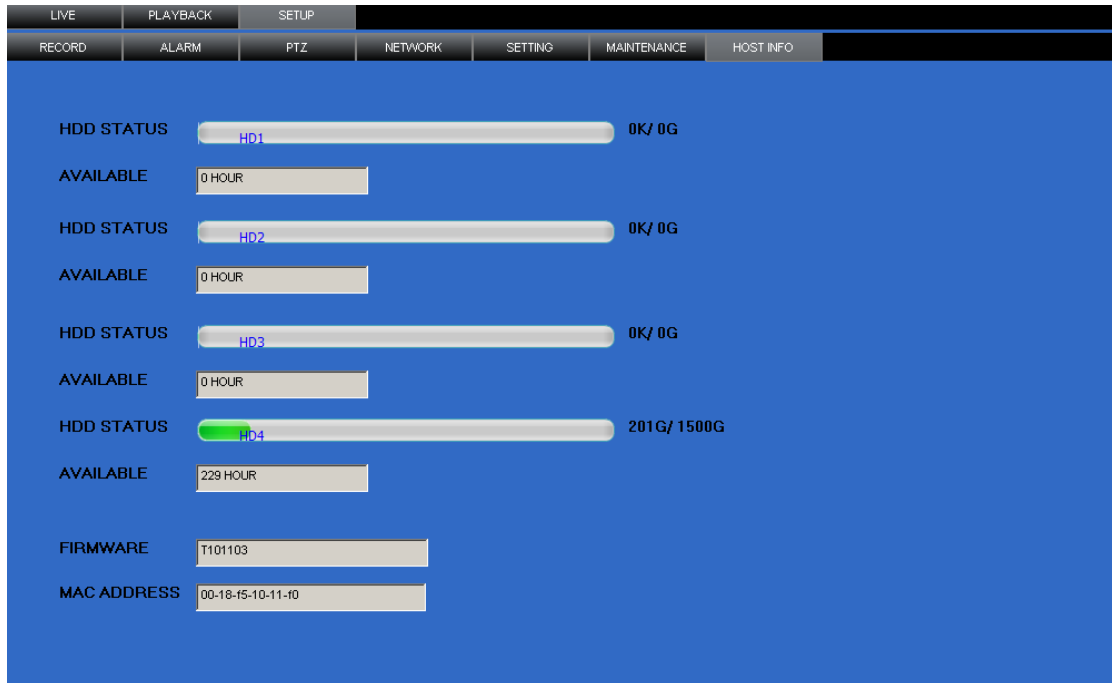 LIVE PLAYBACK SETUP
RECORD ALARM PTZ NETWORK SETTING MAINTENANCE HOST INFO
HDD STATUS HD1 0K/ 0G
AVAILABLE 0 HOUR
HDD STATUS HD2 0K/ 0G
AVAILABLE 0 HOUR
HDD STATUS HD3 0K/ 0G
AVAILABLE 0 HOUR
HDD STATUS HD4 201G/ 1500G
AVAILABLE 229 HOUR
FIRMWARE T101103
MAC ADDRESS 00-18-f5-10-11-f0